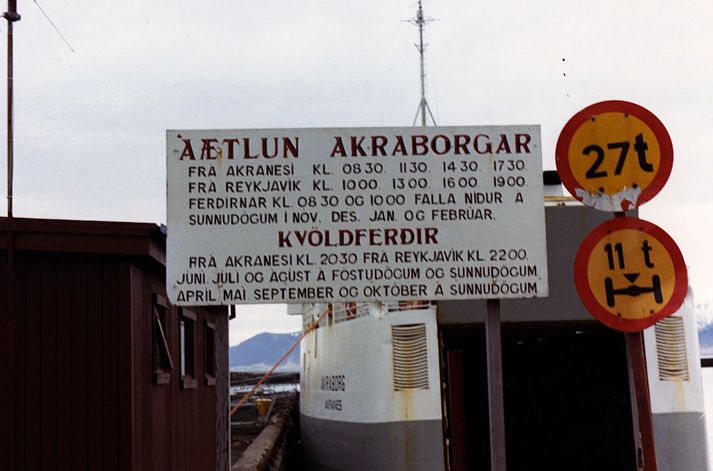 AÆTLUN AKRABORGAR
FRÁ AKRANESI KL. 08.30. 11.30. 14.30. 17.30.
FRÁ REYKJAVÍK KL. 10.00. 13.00. 16.00. 19.00.
FERÐIRNAR KL. 08.30 OG 10.00 FALLA NIÐUR Á
SUNNUDÖGUM Í NOV. DES. JAN. OG FEBRÚAR.
KVÖLDFERÐIR
FRÁ AKRANESI KL. 20.30 FRÁ REYKJAVÍK KL. 22.00.
JÚNÍ. JÚLÍ OG ÁGÚST Á FÖSTUDÖGUM OG SUNNUDÖGUM.
APRÍL MAÍ. SEPTEMBER OG OKTÓBER Á SUNNUDÖGUM.
27t
11 t
AKRABORG
AKRANES